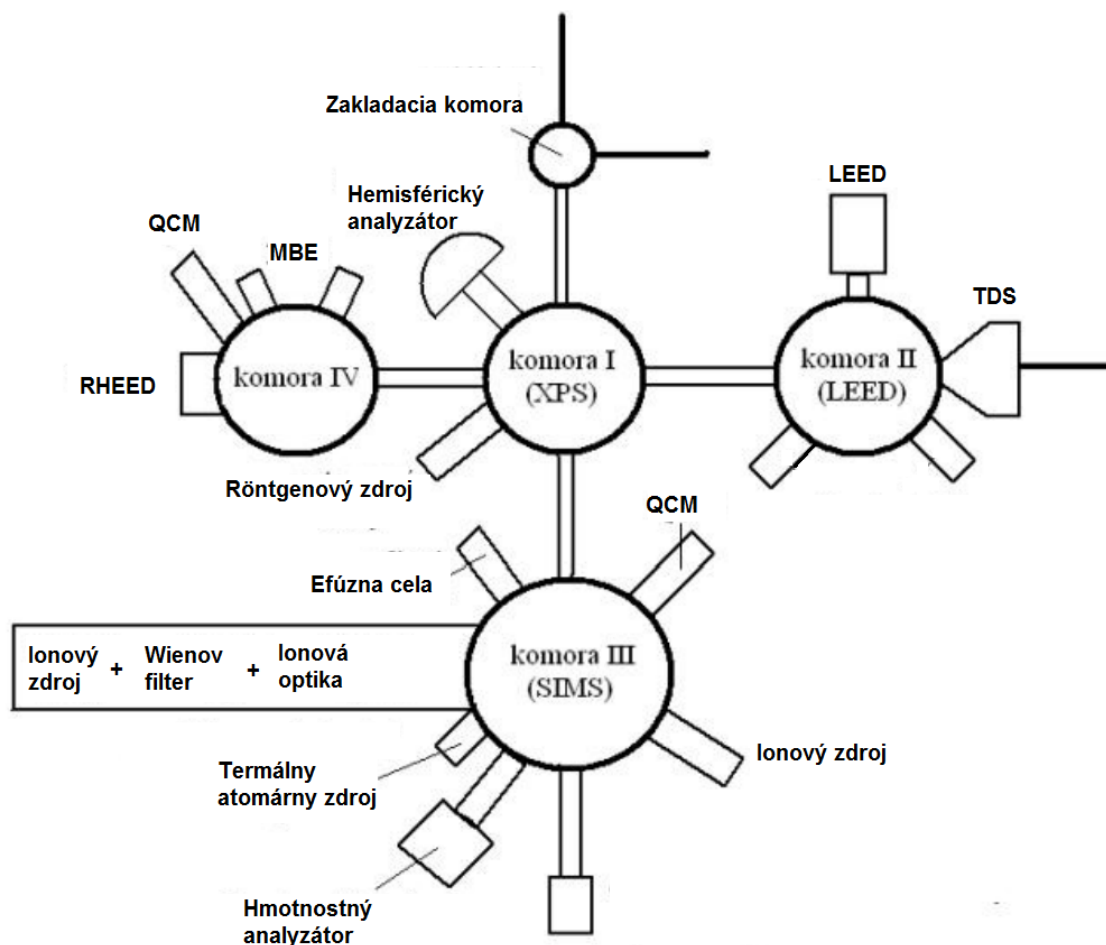 Zakladacia komora
Hemisférický
analyzátor
LEED
QCM
MBE
TDS
komora IV
komora I
(XPS)
komora II
(LEED)
RHEED
Röntgenový zdroj
QCM
Efúzna cela
Ionový
zdroj
+
Wienov
filter
+
Ionová
optika
komora III
(SIMS)
Ionový zdroj
Termálny
atomárny zdroj
Hmotnostný
analyzátor